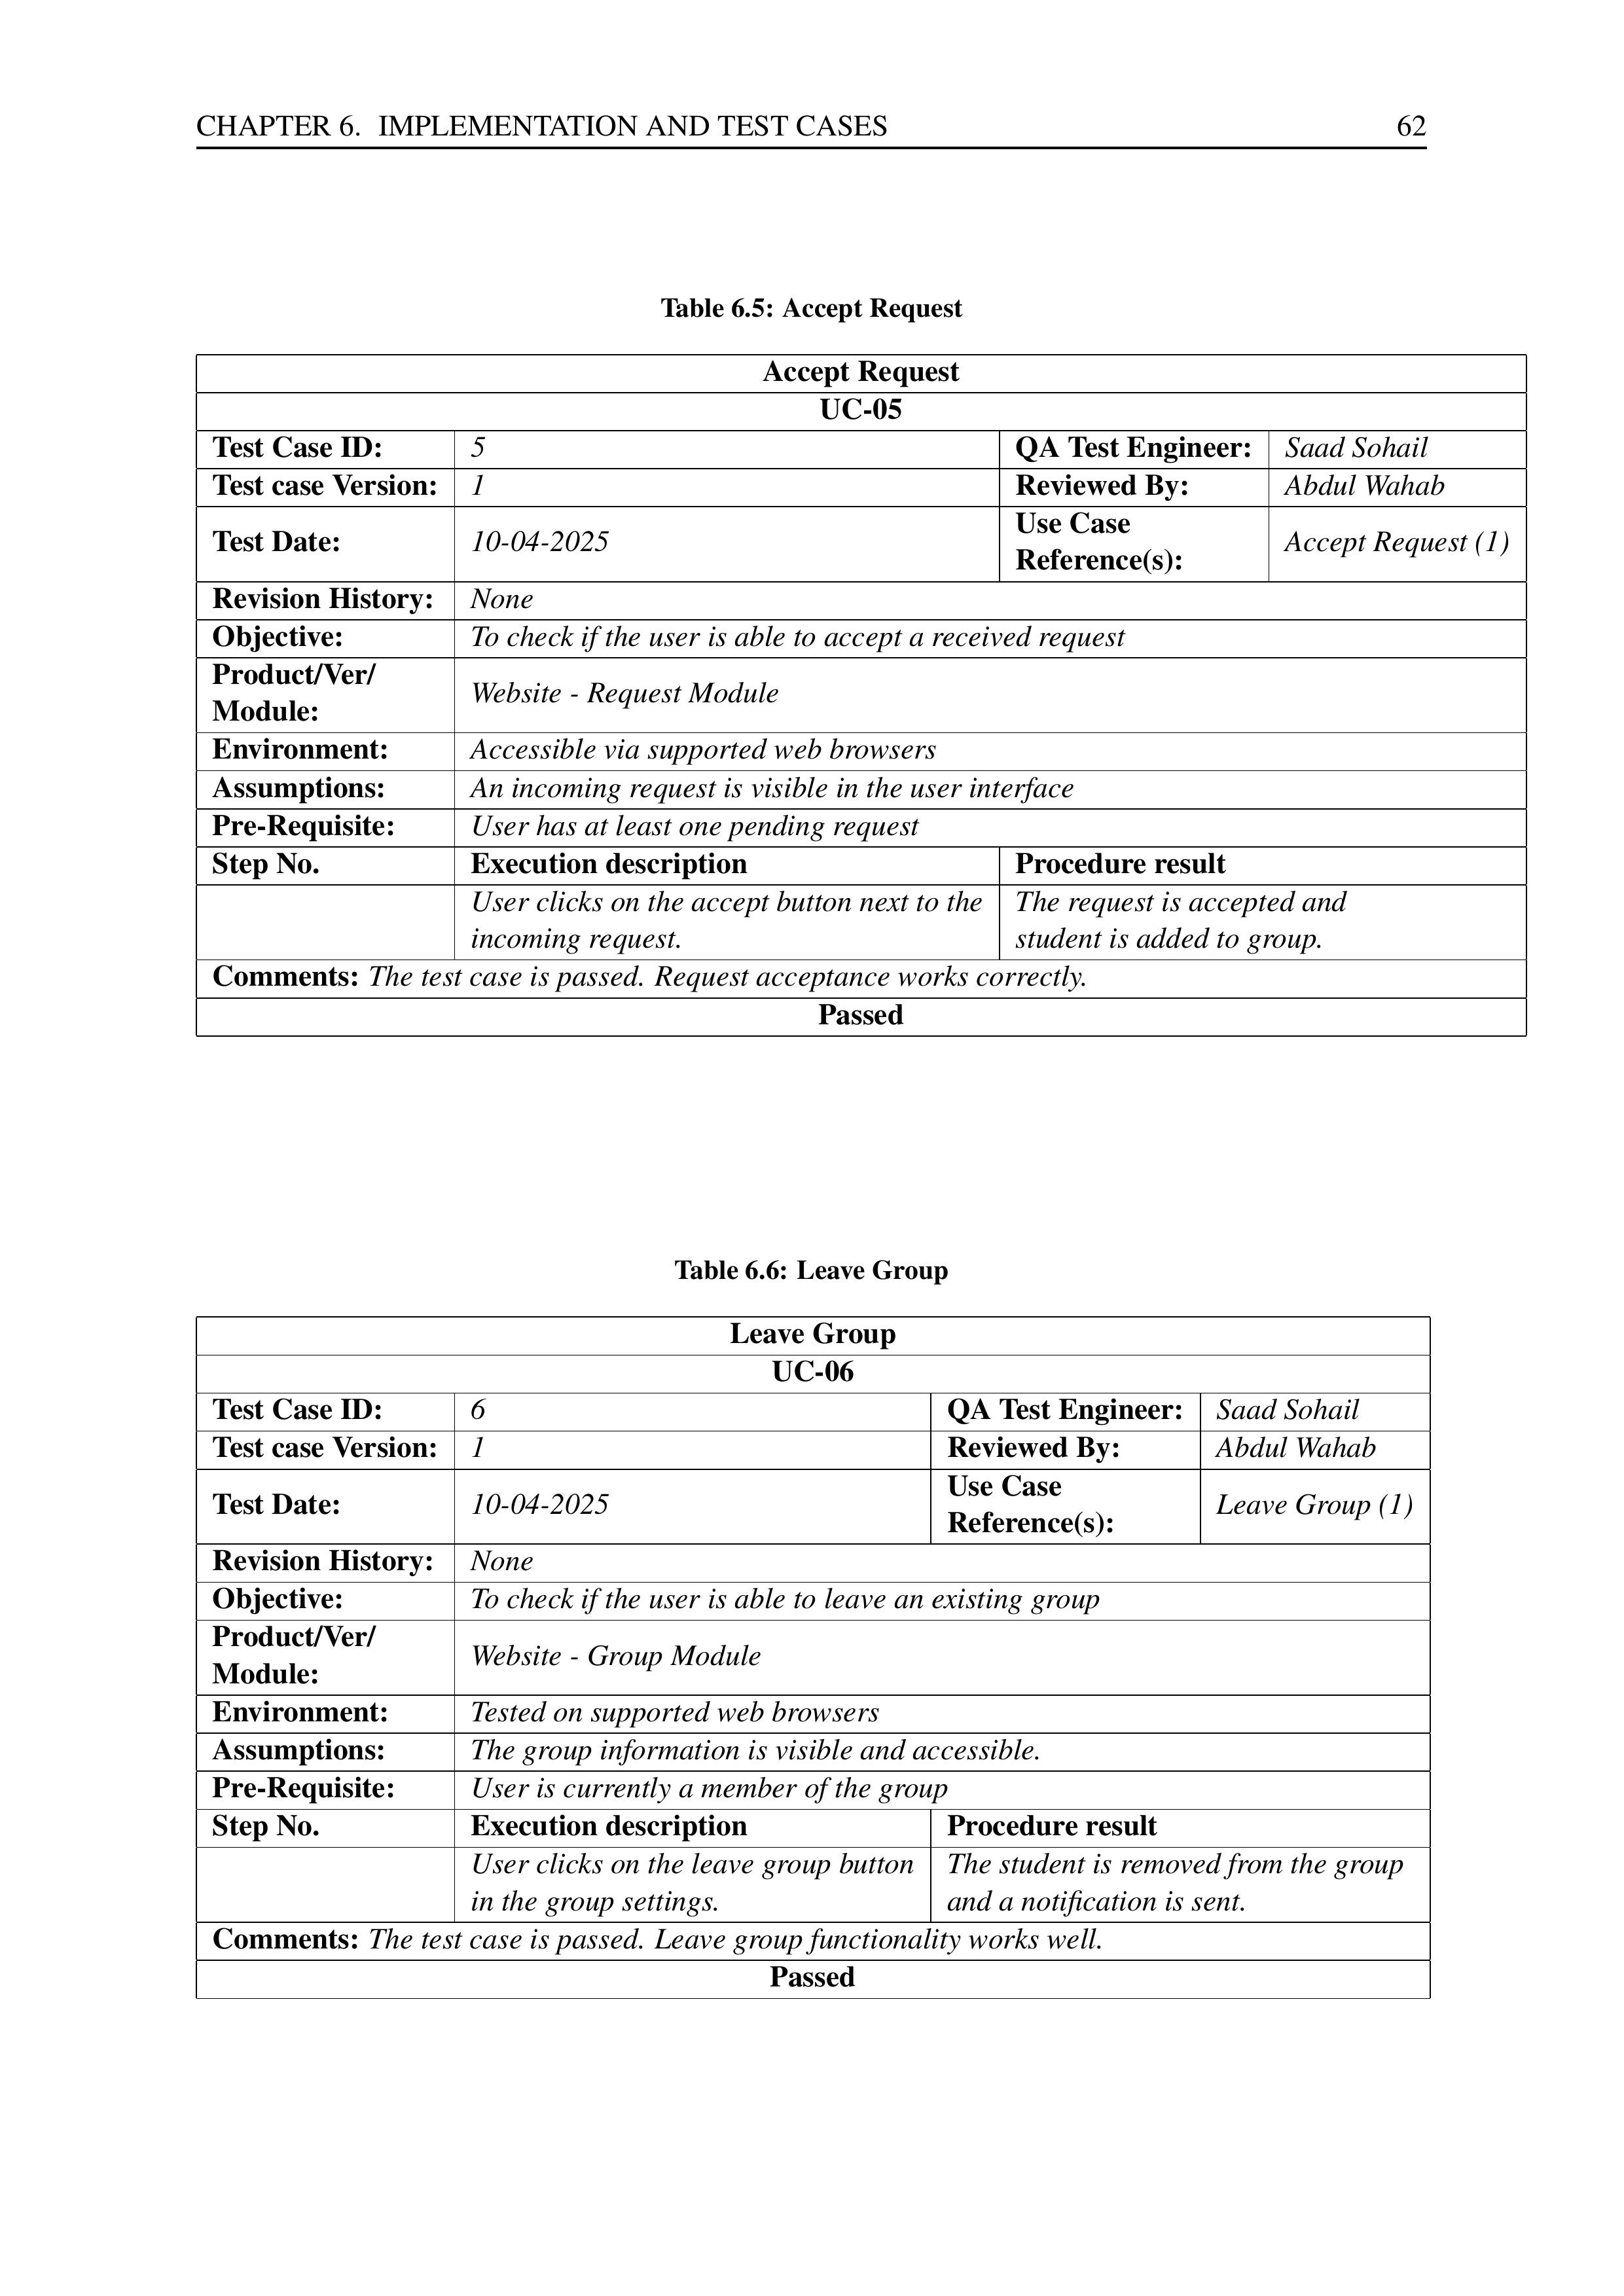 CHAPTER 6. IMPLEMENTATION AND TEST CASES 62
Table 6.5: Accept Request
Accept Request
UC-05
Test Case ID: 5 QA Test Engineer: Saad Sohail
Test case Version: 1 Reviewed By: Abdul Wahab
Test Date: 10-04-2025 Use Case Reference(s): Accept Request (1)
Revision History: None
Objective: To check if the user is able to accept a received request
Product/Ver/
Module: Website - Request Module
Environment: Accessible via supported web browsers
Assumptions: An incoming request is visible in the user interface
Pre-Requisite: User has at least one pending request
Step No. Execution description Procedure result
User clicks on the accept button next to the incoming request. The request is accepted and student is added to group.
Comments: The test case is passed. Request acceptance works correctly.
Passed
Table 6.6: Leave Group
Leave Group
UC-06
Test Case ID: 6 QA Test Engineer: Saad Sohail
Test case Version: 1 Reviewed By: Abdul Wahab
Test Date: 10-04-2025 Use Case Reference(s): Leave Group (1)
Revision History: None
Objective: To check if the user is able to leave an existing group
Product/Ver/
Module: Website - Group Module
Environment: Tested on supported web browsers
Assumptions: The group information is visible and accessible.
Pre-Requisite: User is currently a member of the group
Step No. Execution description Procedure result
User clicks on the leave group button in the group settings. The student is removed from the group and a notification is sent.
Comments: The test case is passed. Leave group functionality works well.
Passed